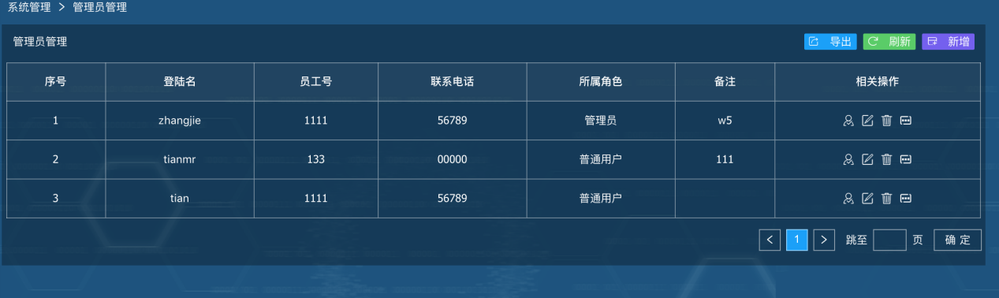 系统管理 > 管理员管理
管理员管理 导出 刷新 新增
序号 登陆名 员工号 联系电话 所属角色 备注 相关操作
1 zhangjie 1111 56789 管理员 w5
2 tianmr 133 00000 普通用户 111
3 tian 1111 56789 普通用户
< 1 > 跳至 页 确 定